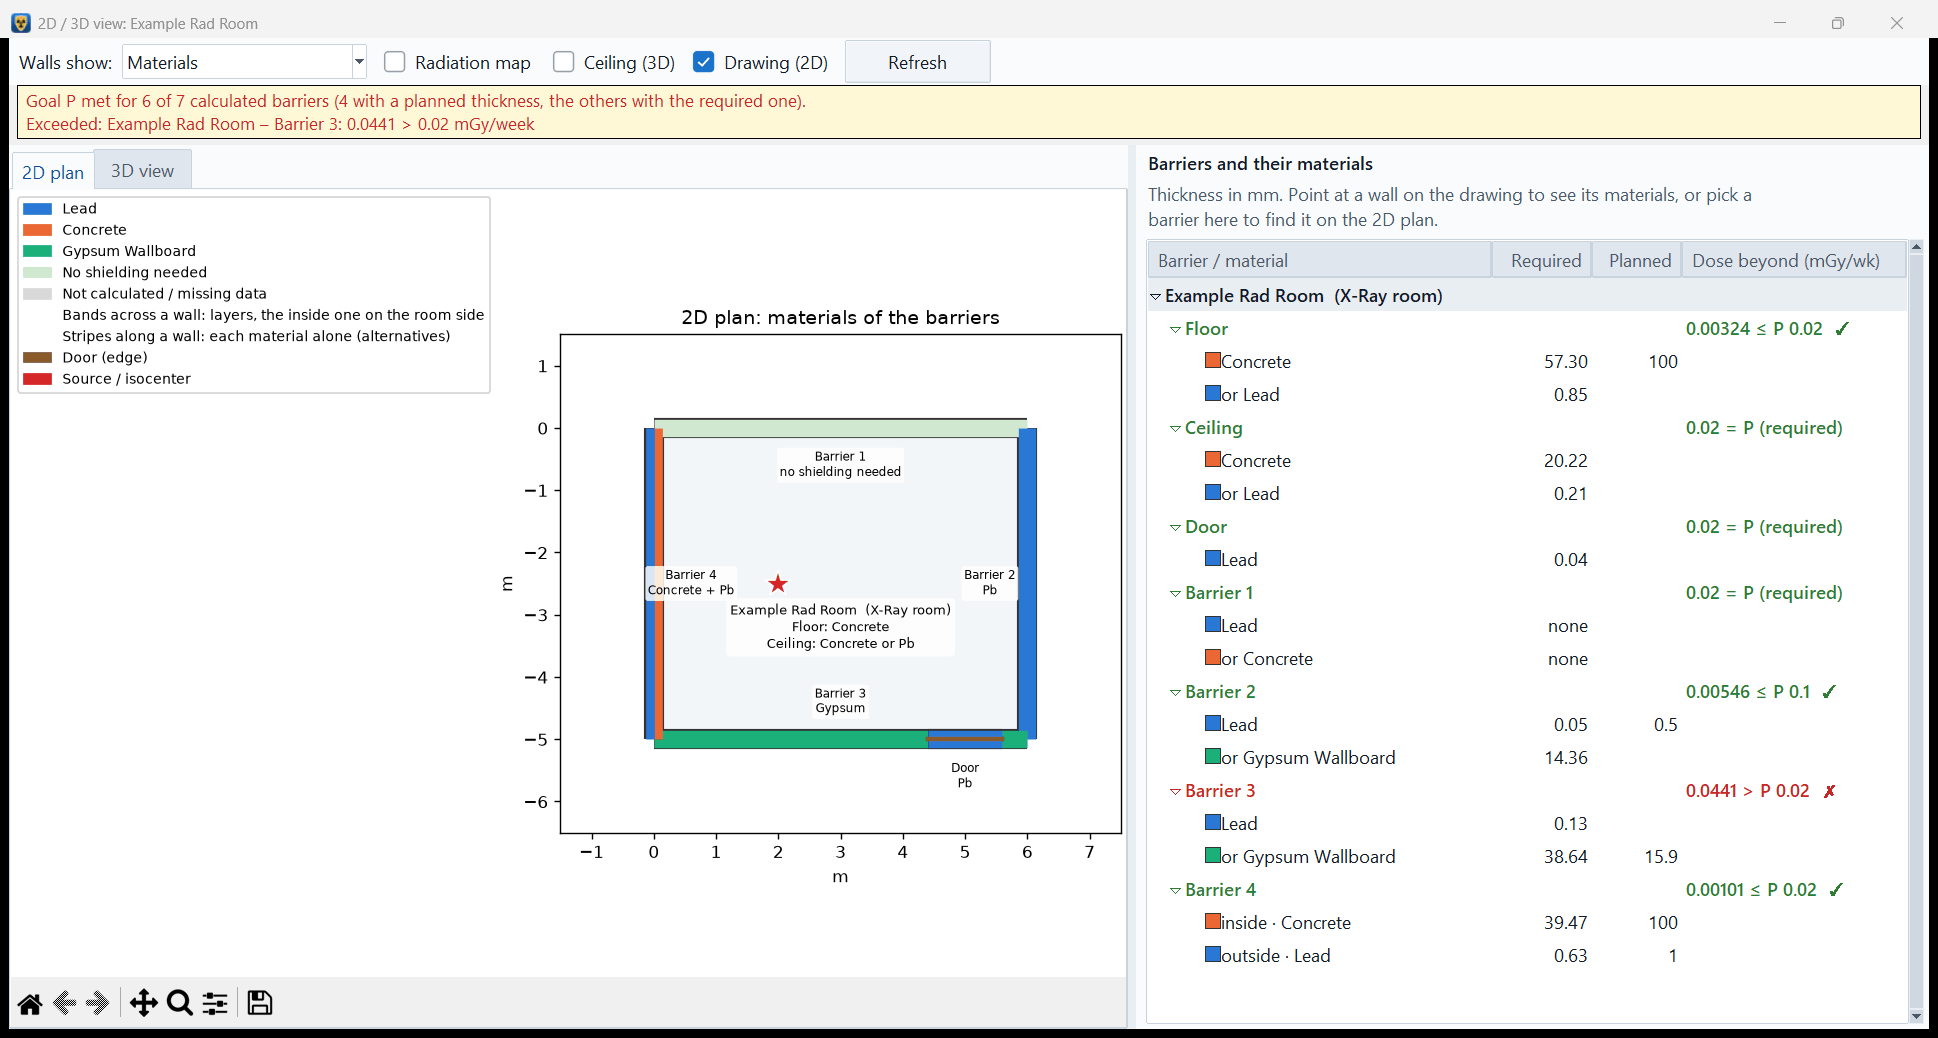 2D / 3D view: Example Rad Room
Walls show: Materials Radiation map Ceiling (3D) Drawing (2D) Refresh
Goal P met for 6 of 7 calculated barriers (4 with a planned thickness, the others with the required one).
Exceeded: Example Rad Room – Barrier 3: 0.0441 > 0.02 mGy/week
2D plan 3D view
Lead
Concrete
Gypsum Wallboard
No shielding needed
Not calculated / missing data
Bands across a wall: layers, the inside one on the room side
Stripes along a wall: each material alone (alternatives)
Door (edge)
Source / isocenter
2D plan: materials of the barriers
1
0
−1
−2
−3
−4
−5
−6
m
Barrier 1
no shielding needed
Barrier 4
Concrete + Pb
Barrier 2
Pb
Example Rad Room (X-Ray room)
Floor: Concrete
Ceiling: Concrete or Pb
Barrier 3
Gypsum
Door
Pb
−1 0 1 2 3 4 5 6 7
m
Barriers and their materials
Thickness in mm. Point at a wall on the drawing to see its materials, or pick a
barrier here to find it on the 2D plan.
Barrier / material Required Planned Dose beyond (mGy/wk)
Example Rad Room (X-Ray room)
Floor 0.00324 ≤ P 0.02 ✓
Concrete 57.30 100
or Lead 0.85
Ceiling 0.02 = P (required)
Concrete 20.22
or Lead 0.21
Door 0.02 = P (required)
Lead 0.04
Barrier 1 0.02 = P (required)
Lead none
or Concrete none
Barrier 2 0.00546 ≤ P 0.1 ✓
Lead 0.05 0.5
or Gypsum Wallboard 14.36
Barrier 3 0.0441 > P 0.02 ✗
Lead 0.13
or Gypsum Wallboard 38.64 15.9
Barrier 4 0.00101 ≤ P 0.02 ✓
inside · Concrete 39.47 100
outside · Lead 0.63 1